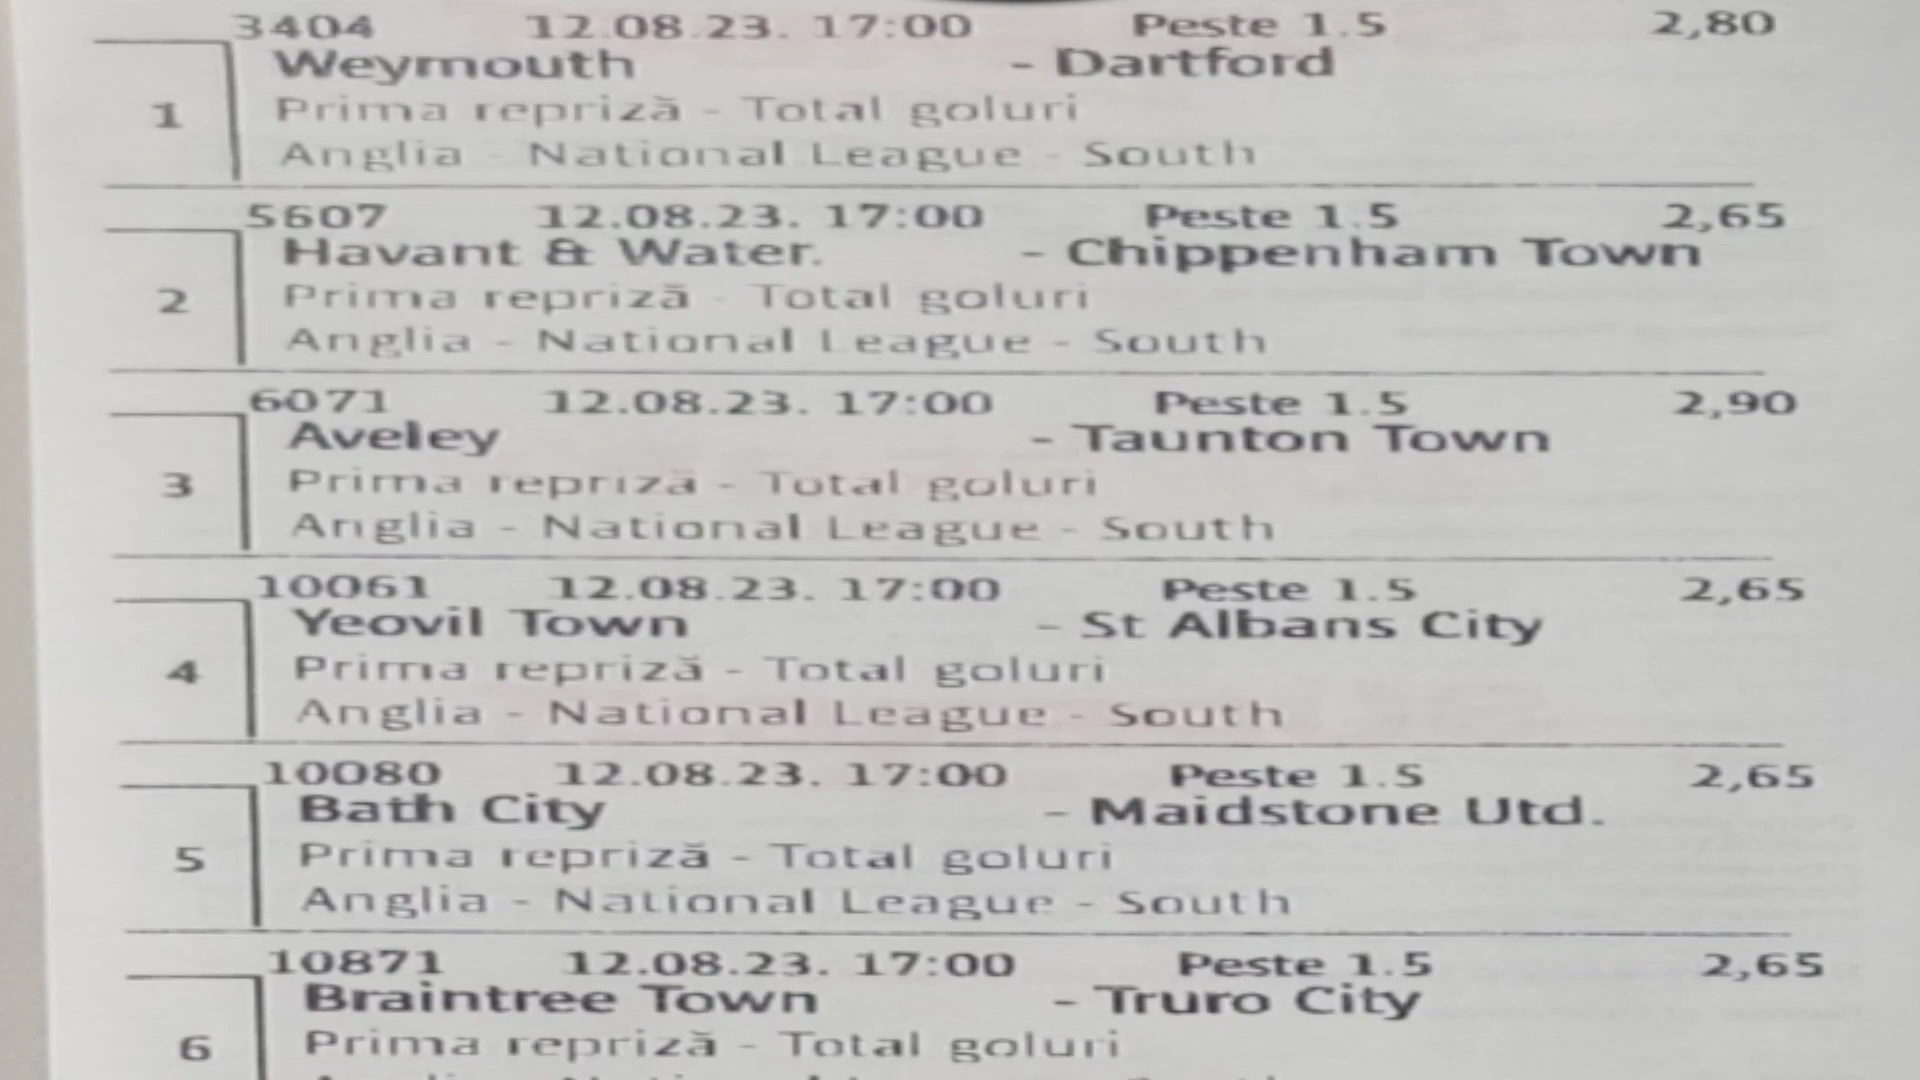 3404 12.08.23. 17:00 Peste 1.5 2,80
Weymouth - Dartford
1
Prima repriză - Total goluri
Anglia - National League - South
5607 12.08.23. 17:00 Peste 1.5 2,65
Havant & Water. - Chippenham Town
2
Prima repriză - Total goluri
Anglia - National League - South
6071 12.08.23. 17:00 Peste 1.5 2,90
Aveley - Taunton Town
3
Prima repriză - Total goluri
Anglia - National League - South
10061 12.08.23. 17:00 Peste 1.5 2,65
Yeovil Town - St Albans City
4
Prima repriză - Total goluri
Anglia - National League - South
10080 12.08.23. 17:00 Peste 1.5 2,65
Bath City - Maidstone Utd.
5
Prima repriză - Total goluri
Anglia - National League - South
10871 12.08.23. 17:00 Peste 1.5 2,65
Braintree Town - Truro City
6
Prima repriză - Total goluri